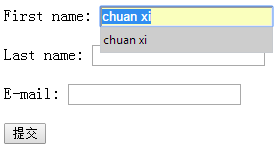 First name: chuan xi
chuan xi
Last name:
E-mail:
提交